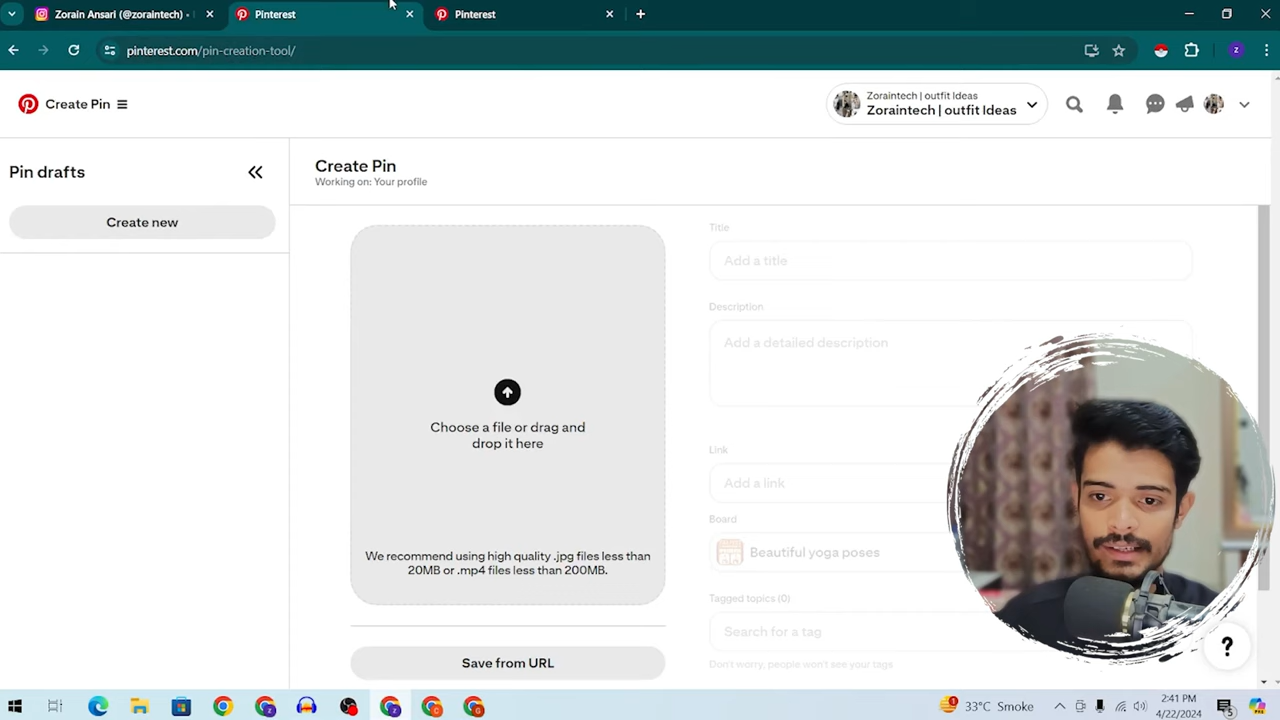 Zorain Ansari (@zoraintech) •
Pinterest
Pinterest
pinterest.com/pin-creation-tool/
Create Pin
Zoraintech | outfit Ideas
Zoraintech | outfit Ideas
Pin drafts
Create new
Create Pin
Working on: Your profile
Choose a file or drag and
drop it here
We recommend using high quality .jpg files less than
20MB or .mp4 files less than 200MB.
Save from URL
Title
Add a title
Description
Add a detailed description
Link
Add a link
Board
Beautiful yoga poses
Tagged topics (0)
Search for a tag
Don't worry, people won't see your tags
?
33°C Smoke
2:41 PM
4/22/2024
5